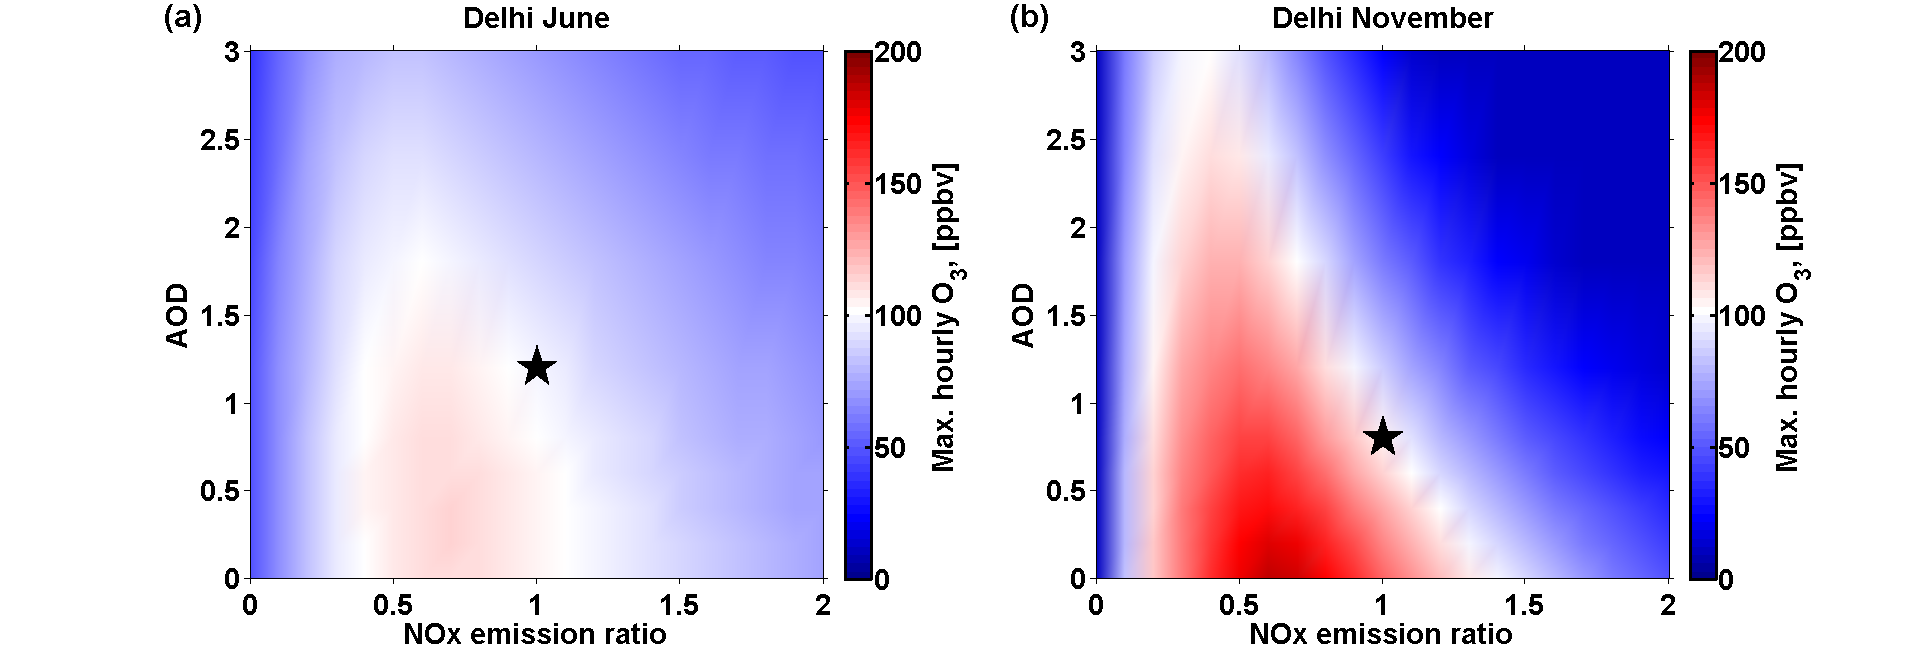 (a) Delhi June
3
2.5
2
1.5
1
0.5
0
AOD
0 0.5 1 1.5 2
NOx emission ratio
200
150
100
50
0
Max. hourly O3, [ppbv]
(b) Delhi November
3
2.5
2
1.5
1
0.5
0
AOD
0 0.5 1 1.5 2
NOx emission ratio
200
150
100
50
0
Max. hourly O3, [ppbv]